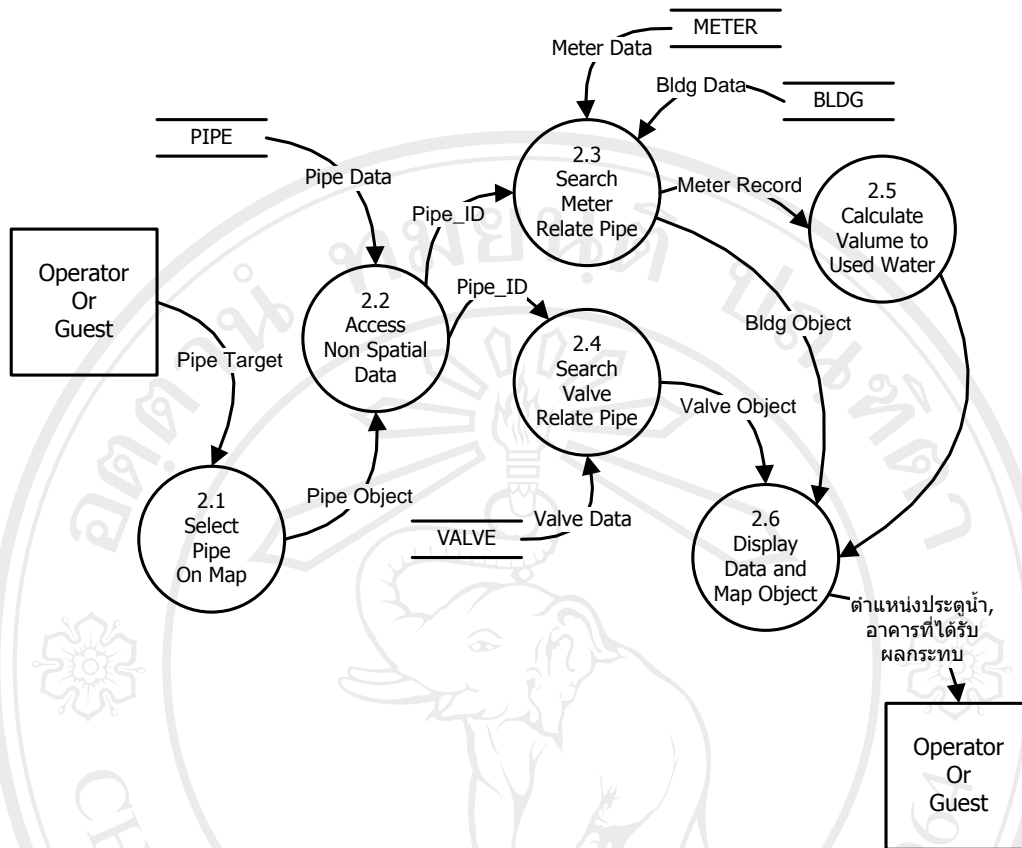 METER
Meter Data
Bldg Data
BLDG
PIPE
Pipe Data
2.3
Search
Meter
Relate Pipe
Meter Record
2.5
Calculate
Valume to
Used Water
Pipe_ID
Operator
Or
Guest
2.2
Access
Non Spatial
Data
Pipe_ID
Bldg Object
2.4
Search
Valve
Relate Pipe
Pipe Target
Valve Object
2.1
Select
Pipe
On Map
Pipe Object
VALVE
Valve Data
2.6
Display
Data and
Map Object
ตำแหน่งประตูน้ำ,
อาคารที่ได้รับ
ผลกระทบ
Operator
Or
Guest